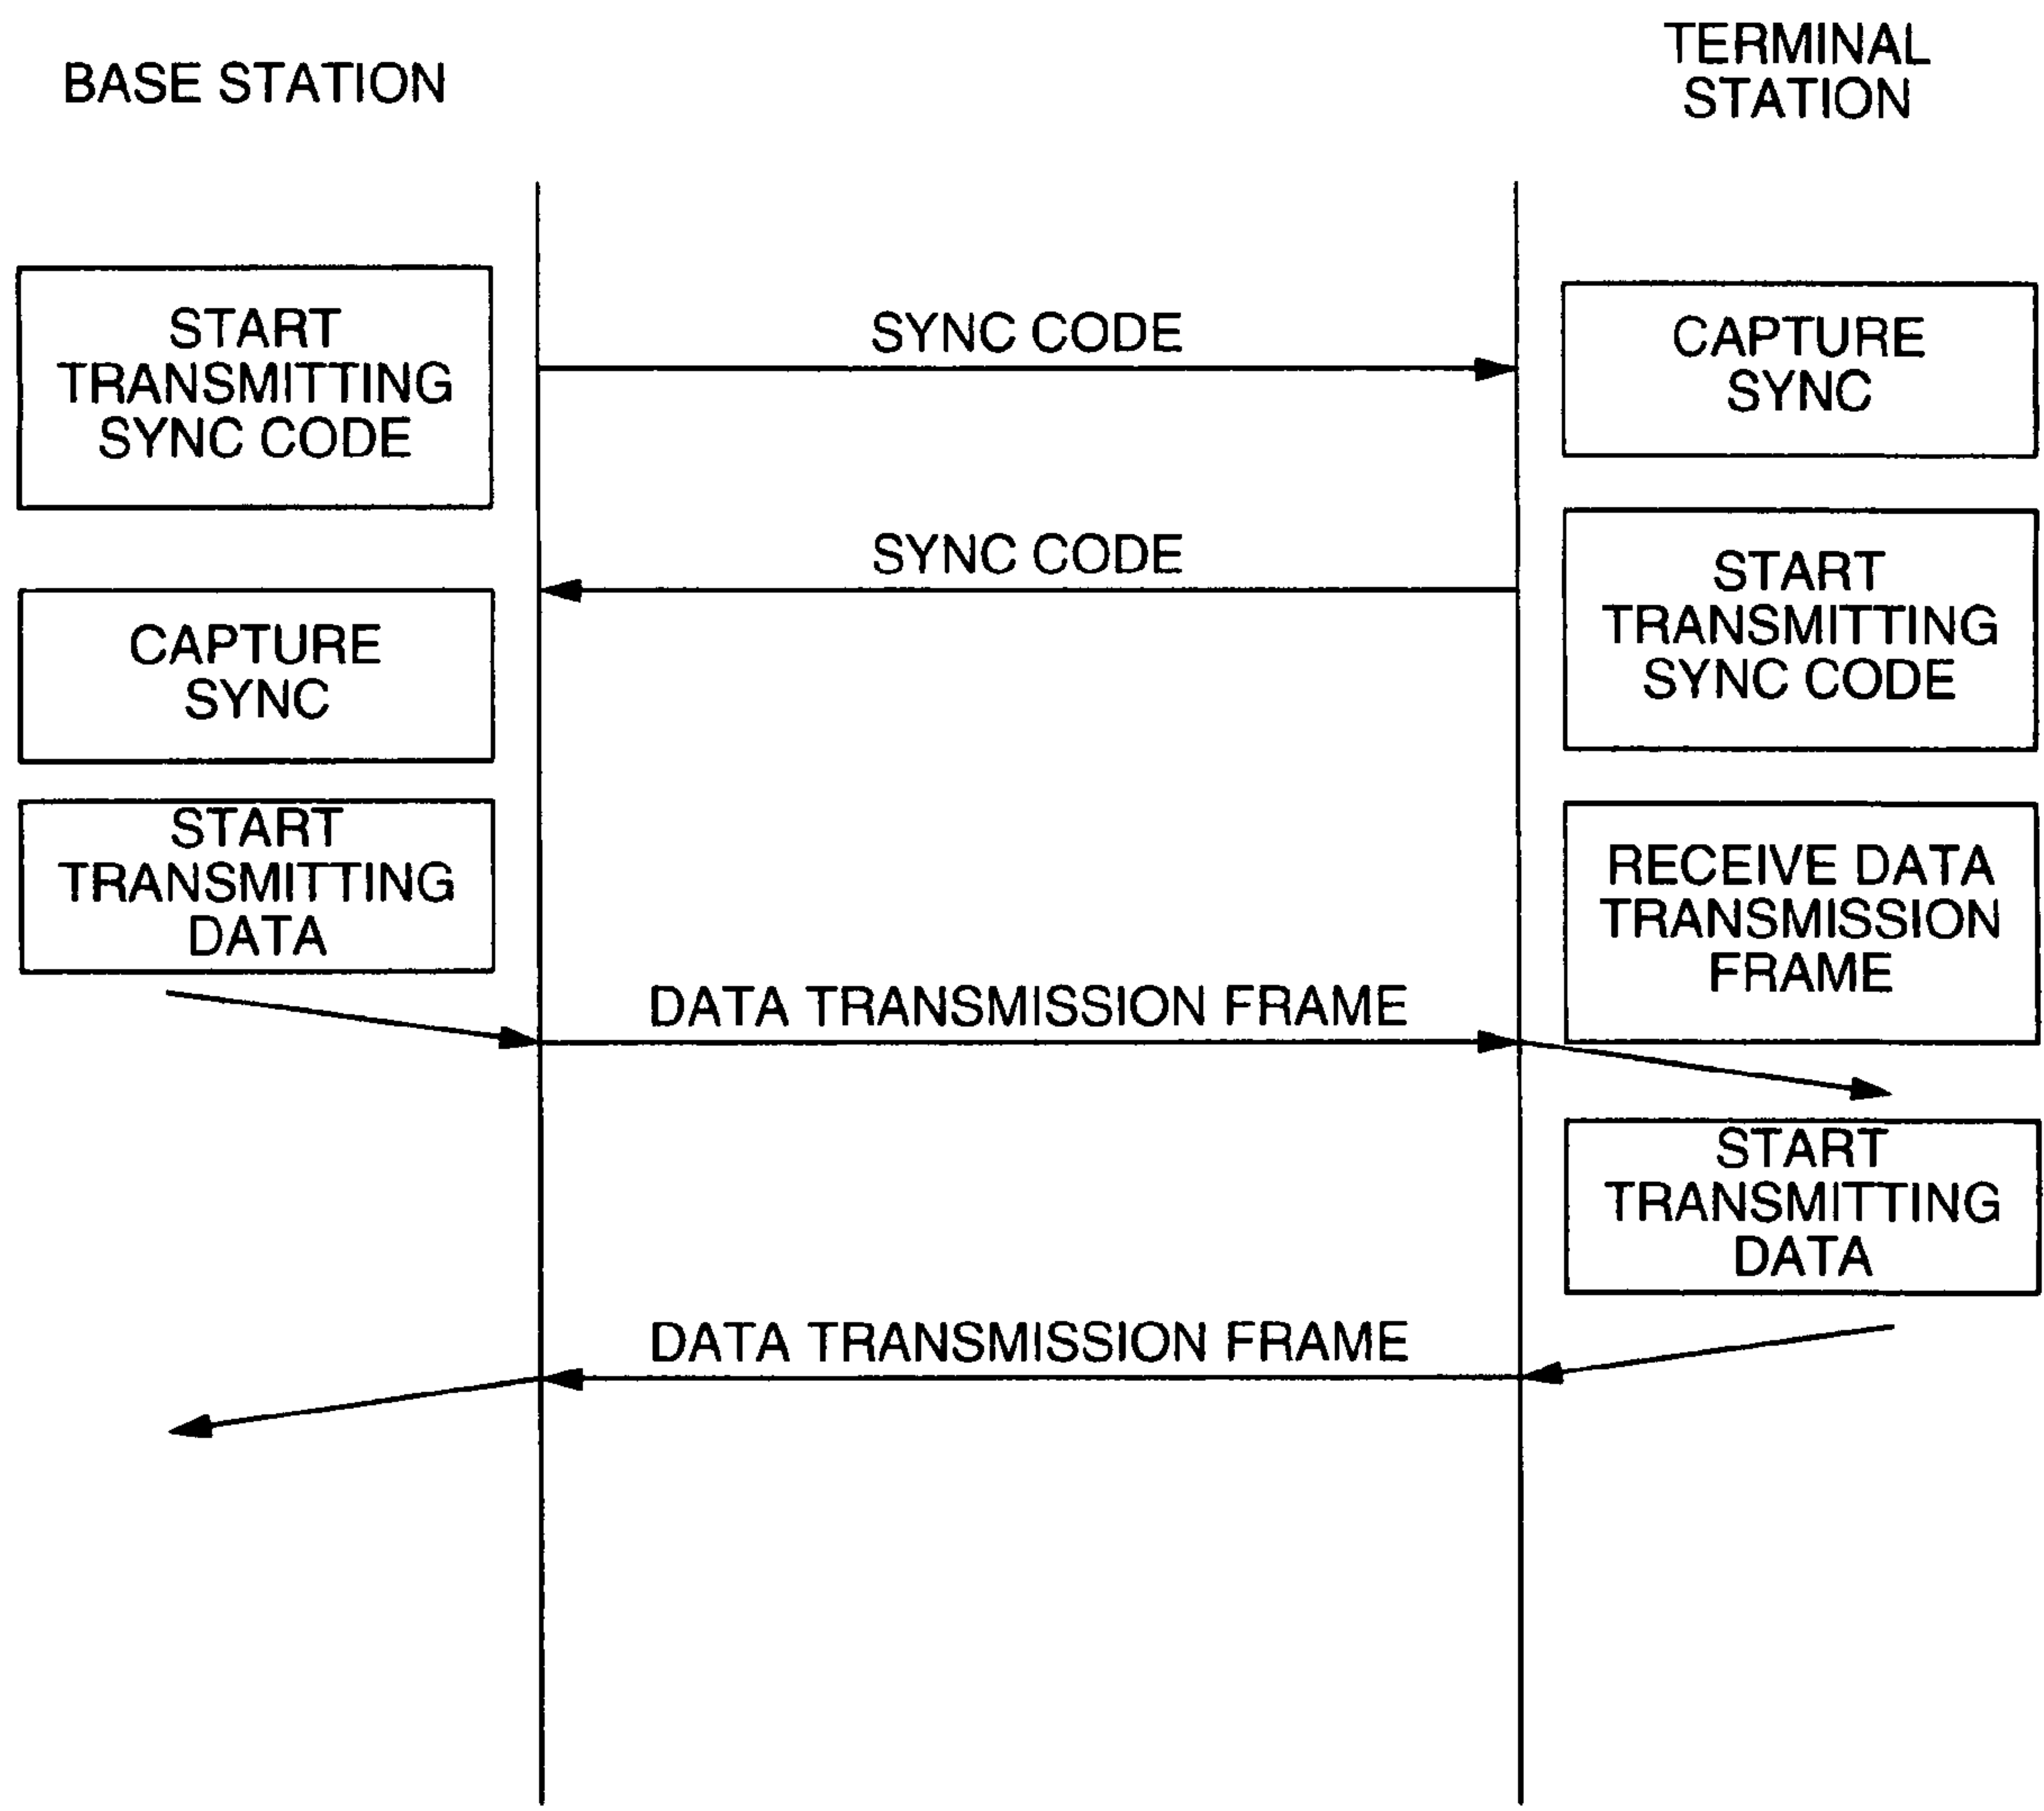 BASE STATION
TERMINAL
STATION
START
TRANSMITTING
SYNC CODE
SYNC CODE
CAPTURE
SYNC
SYNC CODE
START
TRANSMITTING
SYNC CODE
CAPTURE
SYNC
START
TRANSMITTING
DATA
RECEIVE DATA
TRANSMISSION
FRAME
DATA TRANSMISSION FRAME
START
TRANSMITTING
DATA
DATA TRANSMISSION FRAME